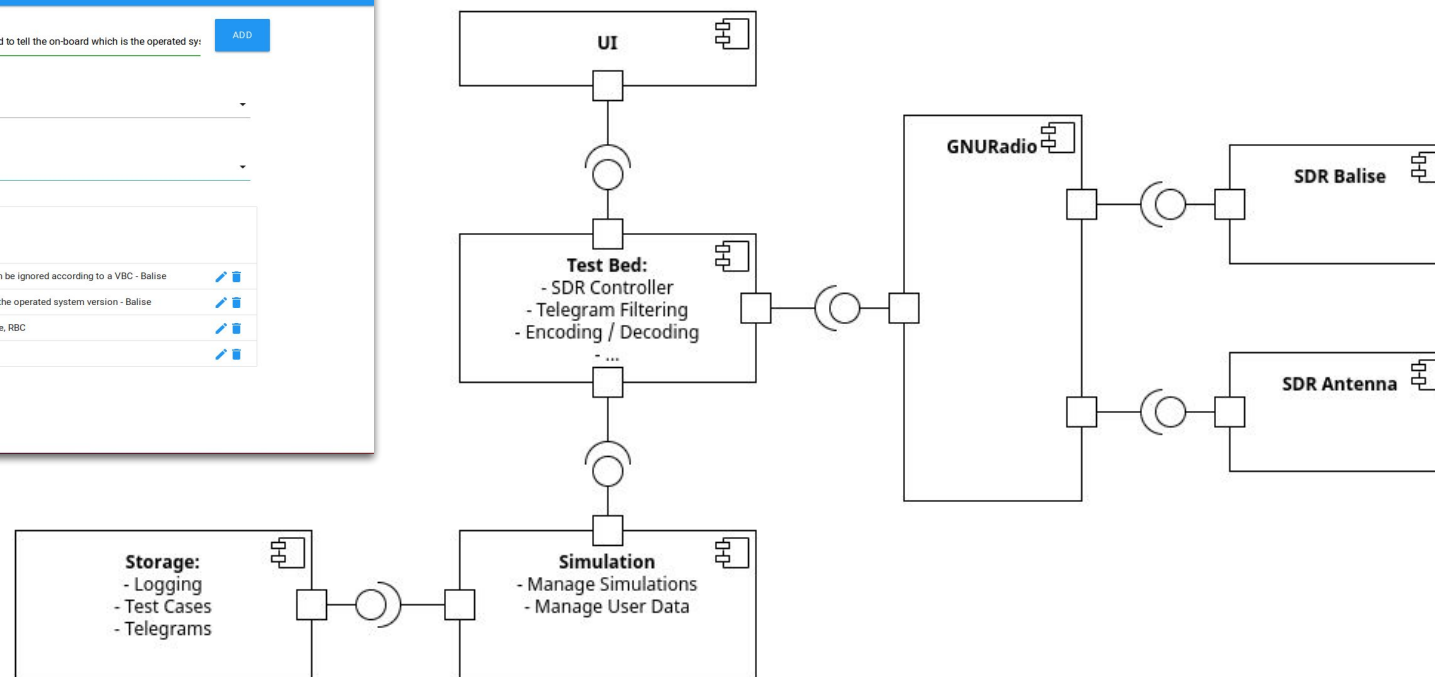 to tell the on-board which is the operated
ADD
be ignored according to a VBC - Balise
the operated system version - Balise
RBC
UI
Test Bed:
- SDR Controller
- Telegram Filtering
- Encoding / Decoding
- ...
GNURadio
SDR Balise
SDR Antenna
Storage:
- Logging
- Test Cases
- Telegrams
Simulation
- Manage Simulations
- Manage User Data